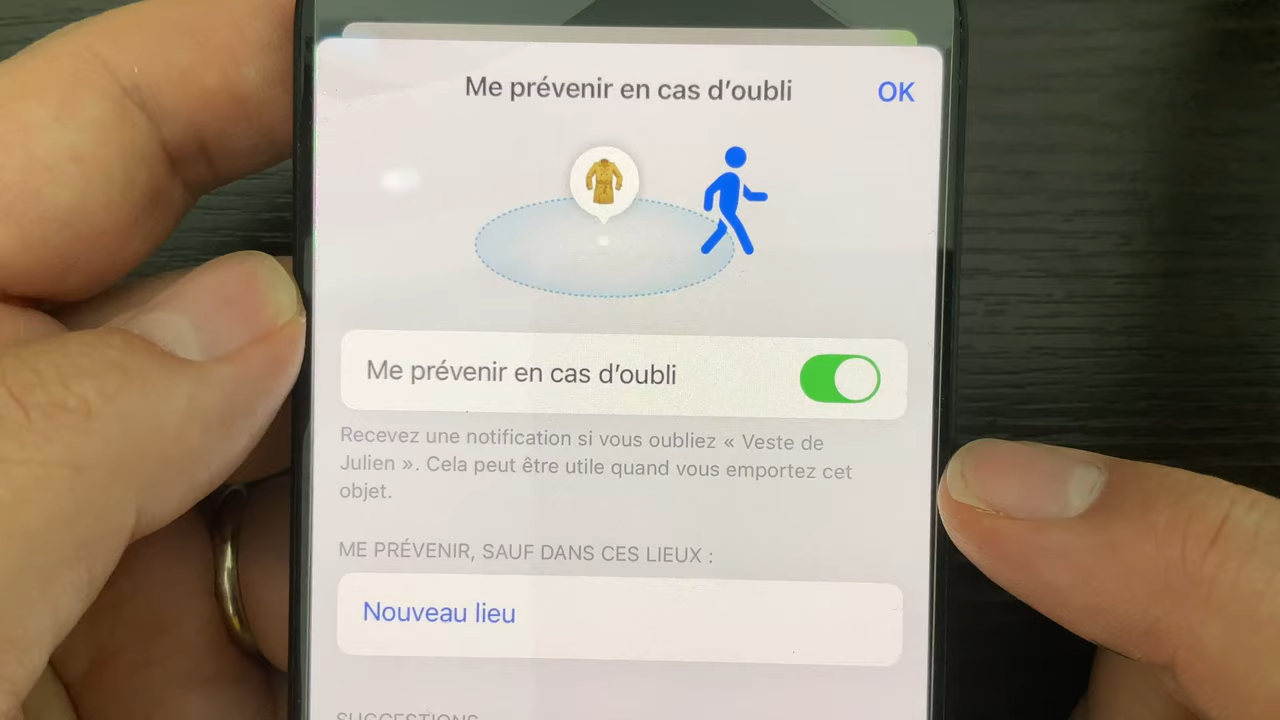 Me prévenir en cas d’oubli
OK
Me prévenir en cas d’oubli
Recevez une notification si vous oubliez « Veste de
Julien ». Cela peut être utile quand vous emportez cet
objet.
ME PRÉVENIR, SAUF DANS CES LIEUX :
Nouveau lieu
SUGGESTIONS